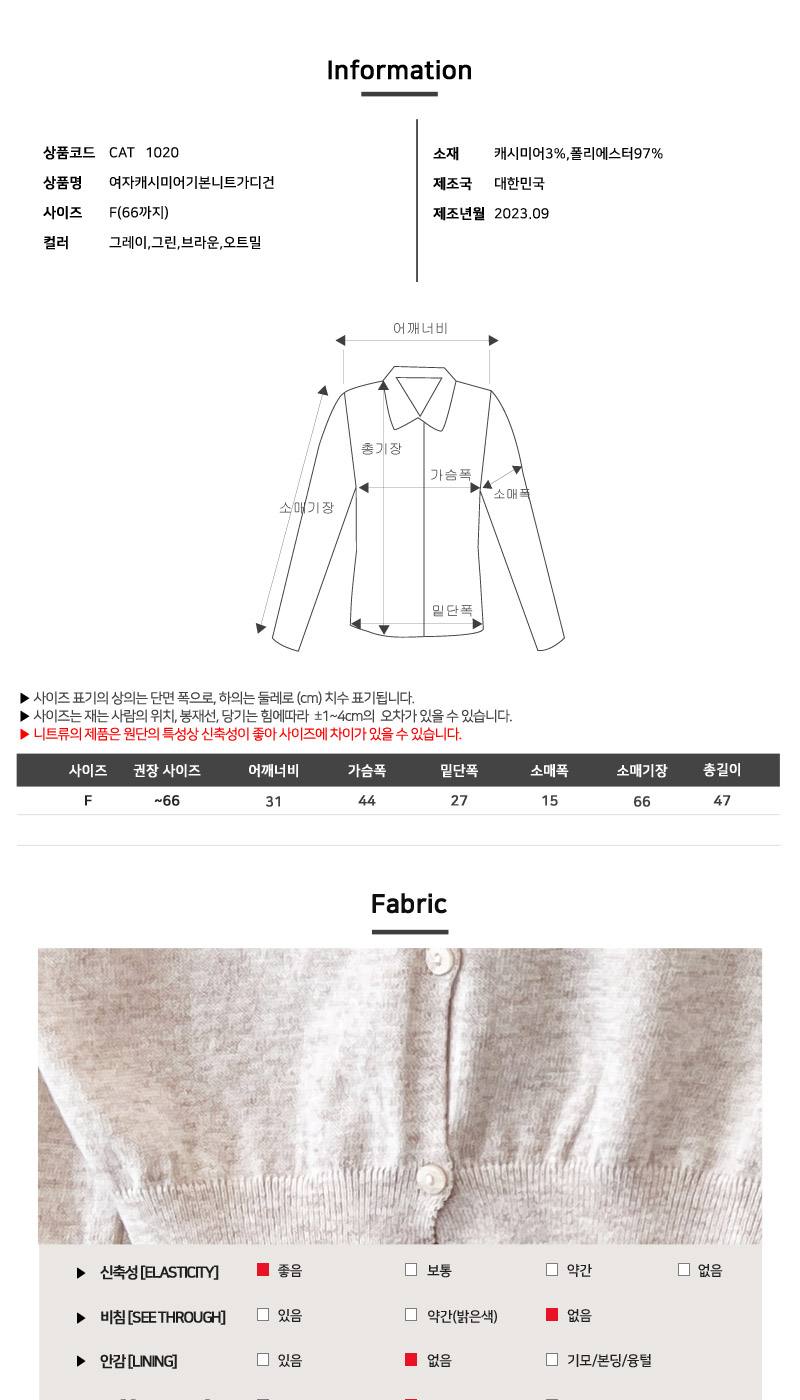 Information
상품코드 CAT 1020
상품명 여자캐시미어기본니트가디건
사이즈 F(66까지)
컬러 그레이,그린,브라운,오트밀
소재 캐시미어3%,폴리에스터97%
제조국 대한민국
제조년월 2023.09
어깨너비
총기장
가슴폭
소매폭
소매기장
밑단폭
▶ 사이즈 표기의 상의는 단면 폭으로, 하의는 둘레로 (cm) 치수 표기됩니다.
▶ 사이즈는 재는 사람의 위치, 봉재선, 당기는 힘에따라 ±1~4cm의 오차가 있을 수 있습니다.
▶ 니트류의 제품은 원단의 특성상 신축성이 좋아 사이즈에 차이가 있을 수 있습니다.
사이즈 권장 사이즈 어깨너비 가슴폭 밑단폭 소매폭 소매기장 총길이
F ~66 31 44 27 15 66 47
Fabric
▶ 신축성 [ELASTICITY] 좋음 보통 약간 없음
▶ 비침 [SEE THROUGH] 있음 약간(밝은색) 없음
▶ 안감 [LINING] 있음 없음 기모/본딩/융털